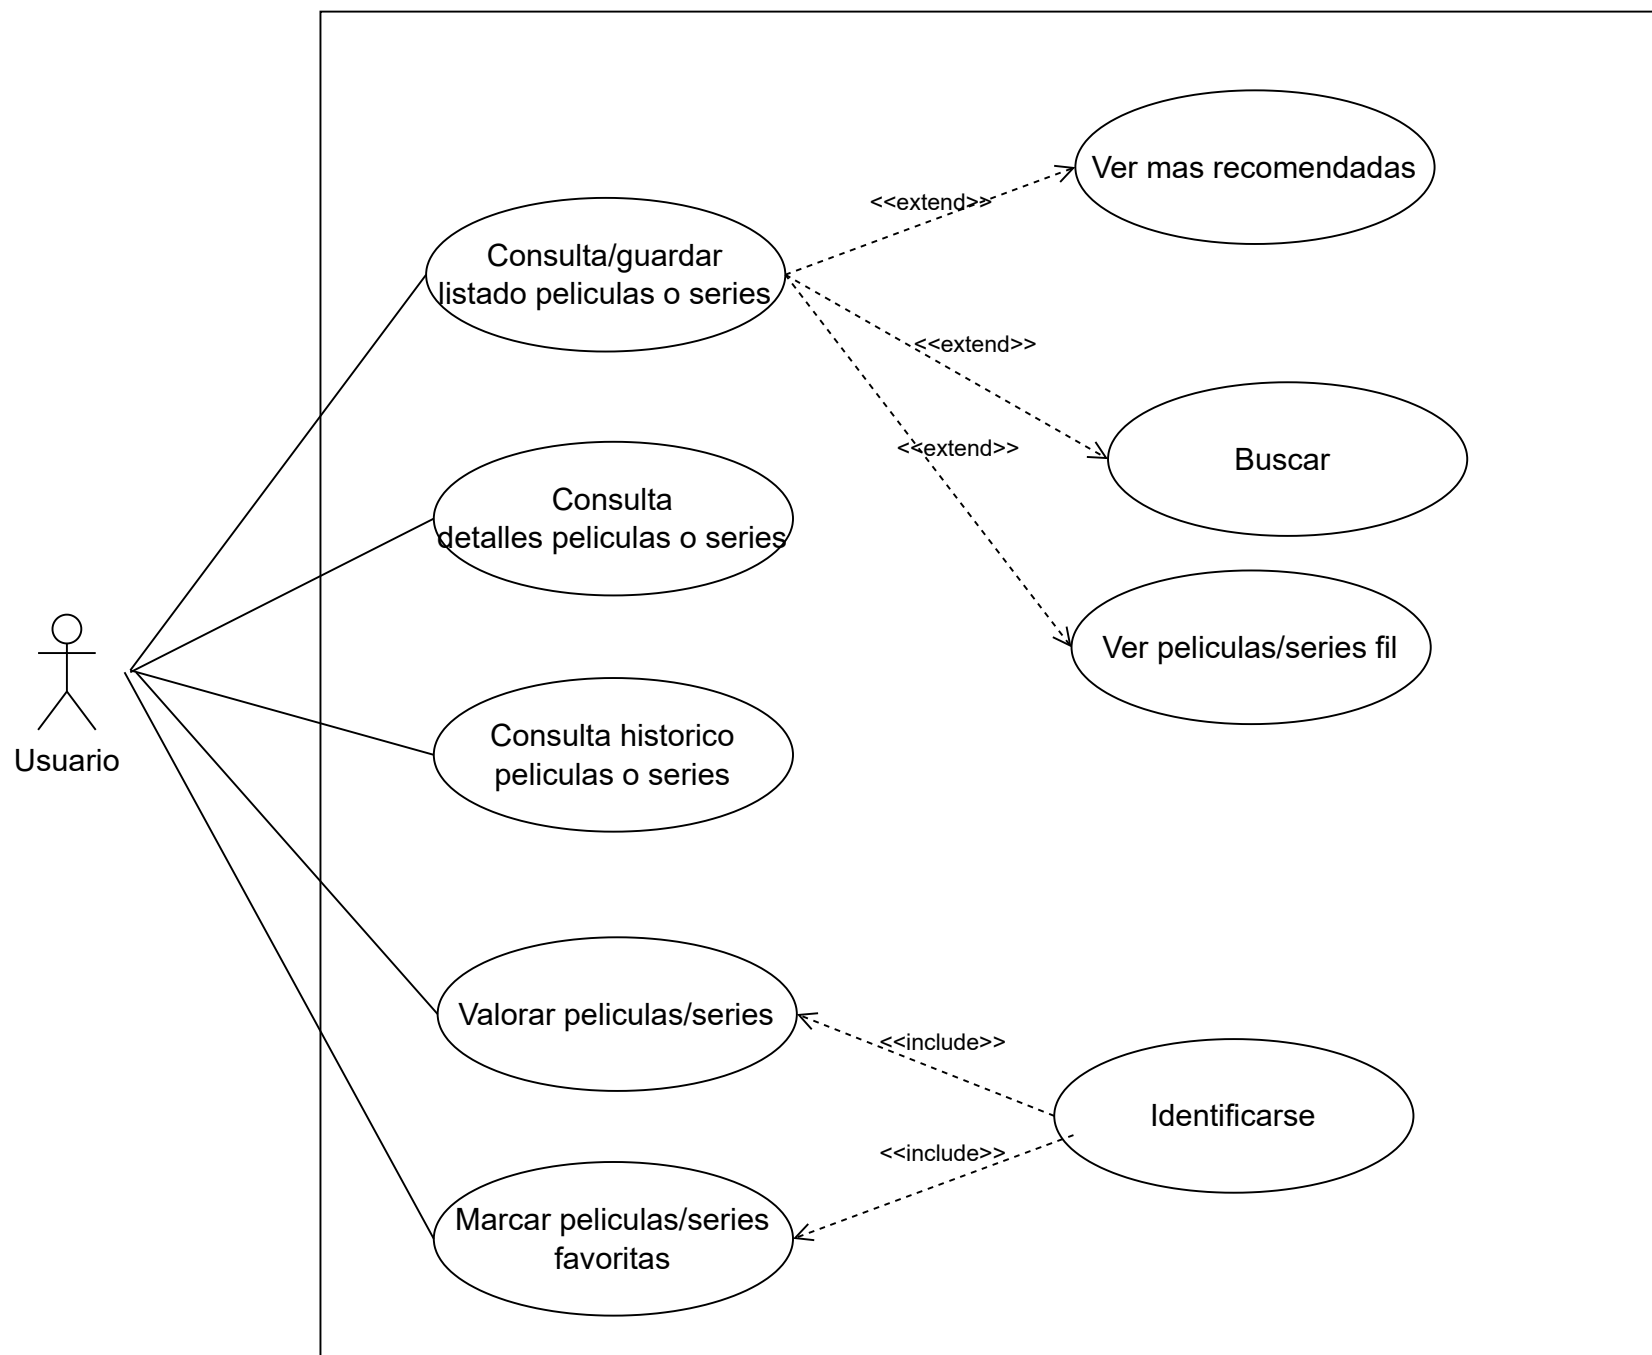 Ver mas recomendadas
<<extend>>
Consulta/guardar
listado peliculas o series
<<extend>>
<<extend>>
Buscar
Consulta
detalles peliculas o series
Ver peliculas/series fil
Usuario
Consulta historico
peliculas o series
Valorar peliculas/series
<<include>>
Identificarse
<<include>>
Marcar peliculas/series
favoritas